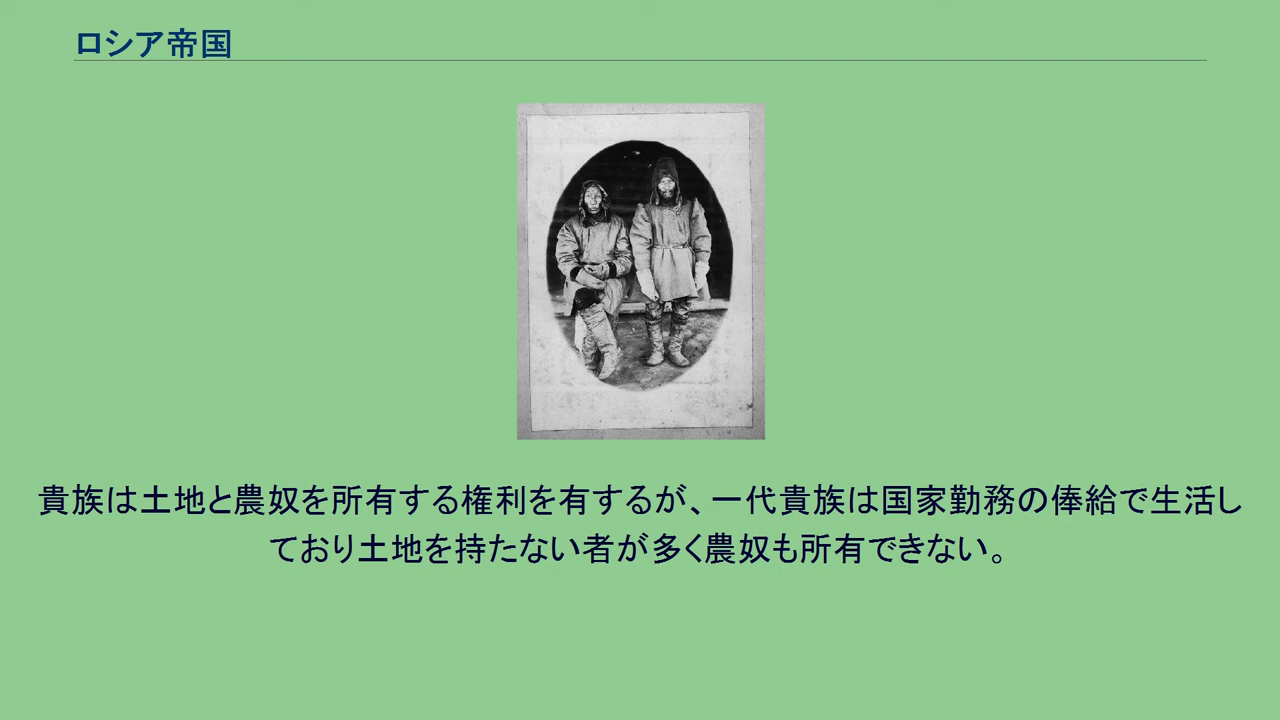 ロシア帝国
貴族は土地と農奴を所有する権利を有するが、一代貴族は国家勤務の俸給で生活し
ており土地を持たない者が多く農奴も所有できない。